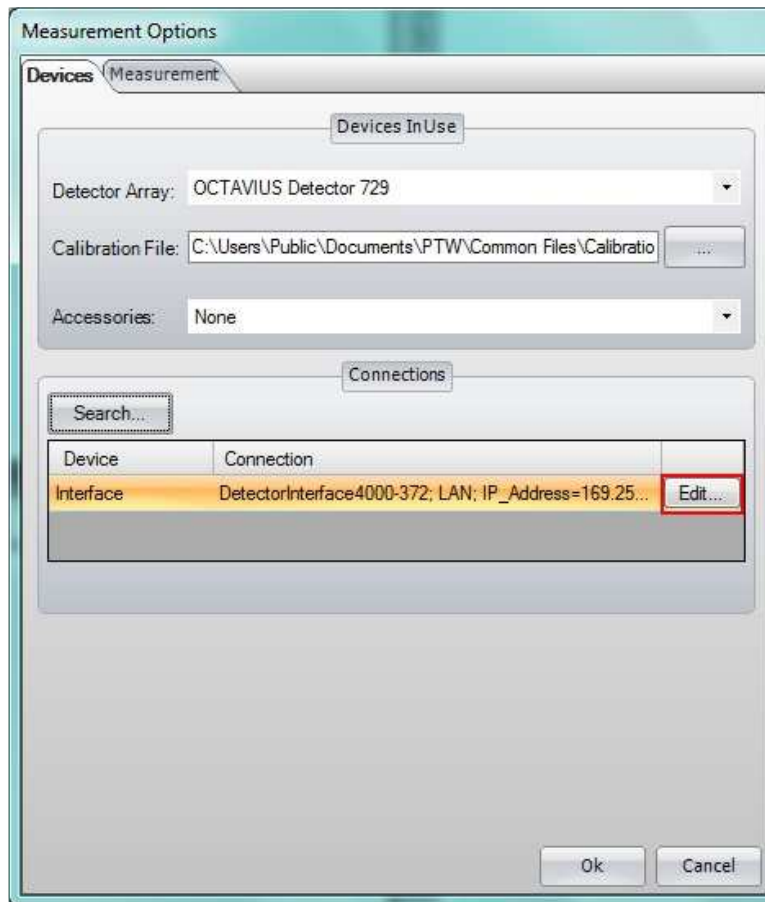 Measurement Options
Devices Measurement
Devices InUse
Detector Array: OCTAVIUS Detector 729
Calibration File: C:\Users\Public\Documents\PTW\Common Files\Calibratio ...
Accessories: None
Connections
Search...
Device Connection
Interface DetectorInterface4000-372; LAN; IP_Address=169.25... Edit...
Ok Cancel